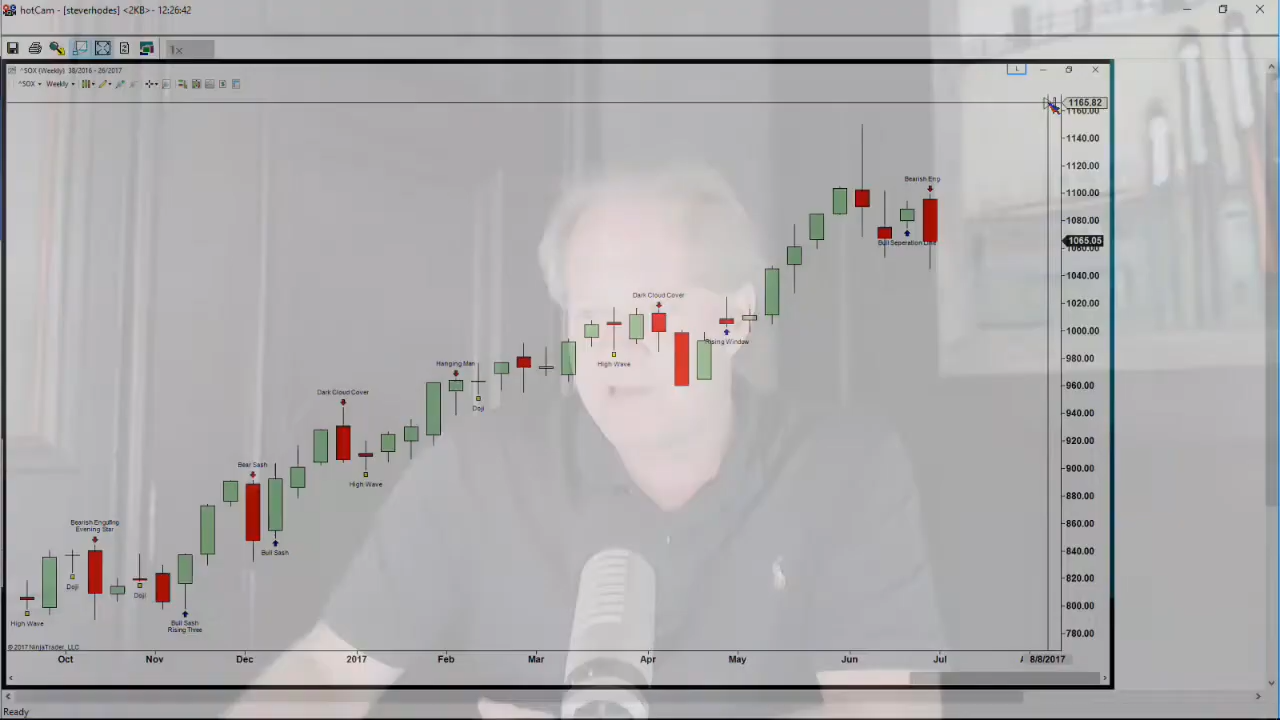 hotCam - [steverhodes] <2KB> - 12:26:42
1x
^SOX (Weekly) 38/2016 - 26/2017
^SOX Weekly
1165.82
1160.00
1140.00
1120.00
Bearish Eng
1100.00
1080.00
Bull Seperation Line
1065.05
1060.00
1040.00
Dark Cloud Cover
1020.00
1000.00
Rising Window
High Wave
Hanging Man
980.00
960.00
Dark Cloud Cover
Doji
940.00
920.00
900.00
Bear Sash
High Wave
880.00
860.00
Bearish Engulfing
Evening Star
Bull Sash
840.00
820.00
Doji
Doji
800.00
High Wave
Bull Sash
Rising Three
780.00
© 2017 NinjaTrader, LLC
Oct Nov Dec 2017 Feb Mar Apr May Jun Jul 8/8/2017
Ready